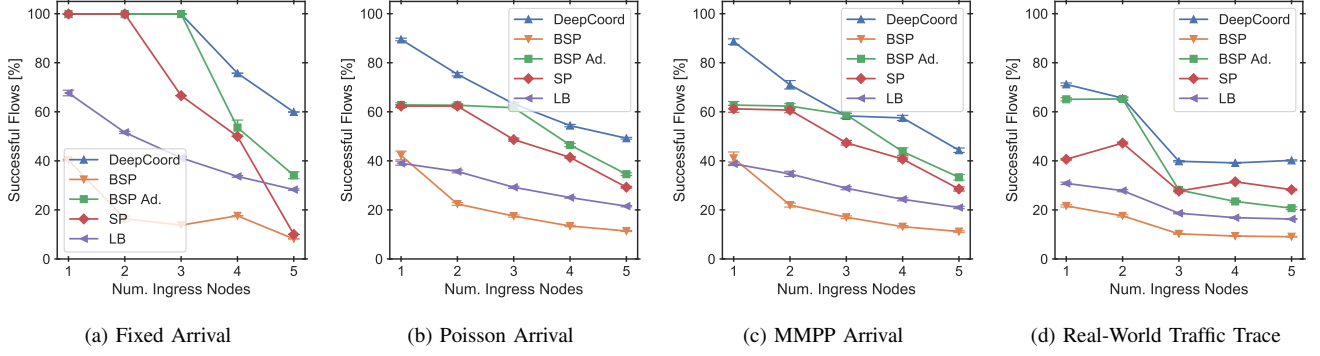 Successful Flows [%]
100
80
60
40
20
0
DeepCoord
BSP
BSP Ad.
SP
LB
1 2 3 4 5
Num. Ingress Nodes
(a) Fixed Arrival
Successful Flows [%]
100
80
60
40
20
0
DeepCoord
BSP
BSP Ad.
SP
LB
1 2 3 4 5
Num. Ingress Nodes
(b) Poisson Arrival
Successful Flows [%]
100
80
60
40
20
0
DeepCoord
BSP
BSP Ad.
SP
LB
1 2 3 4 5
Num. Ingress Nodes
(c) MMPP Arrival
Successful Flows [%]
100
80
60
40
20
0
DeepCoord
BSP
BSP Ad.
SP
LB
1 2 3 4 5
Num. Ingress Nodes
(d) Real-World Traffic Trace